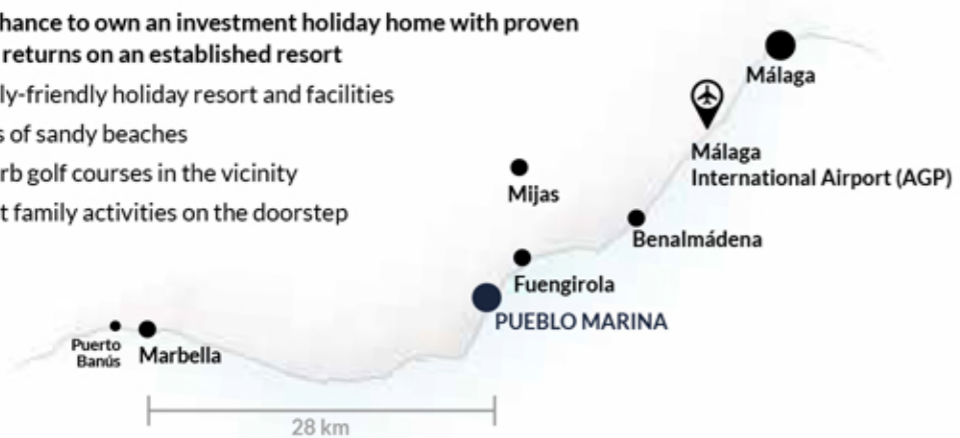 hance to own an investment holiday home with proven
returns on an established resort
ly-friendly holiday resort and facilities
s of sandy beaches
rb golf courses in the vicinity
t family activities on the doorstep
Málaga
Málaga
International Airport (AGP)
Mijas
Benalmádena
Fuengirola
PUEBLO MARINA
Puerto
Banús
Marbella
28 km